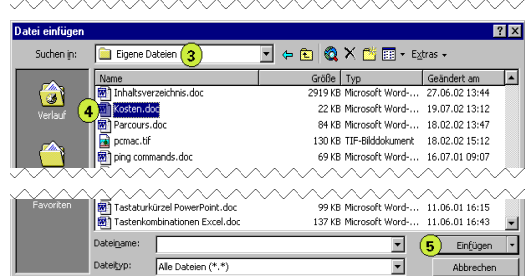 Datei einfügen
Suchen in: Eigene Dateien 3 Extras
Name Größe Typ Geändert am
Inhaltsverzeichnis.doc 2919 KB Microsoft Word-... 27.06.02 13:44
Verlauf 4 Kosten.doc 22 KB Microsoft Word-... 19.07.02 13:12
Parcours.doc 84 KB Microsoft Word-... 18.02.02 13:47
pcmac.tif 130 KB TIF-Bilddokument 18.02.02 15:12
ping commands.doc 69 KB Microsoft Word-... 16.07.01 09:07
Favoriten Tastaturkürzel PowerPoint.doc 99 KB Microsoft Word-... 11.06.01 16:15
Tastenkombinationen Excel.doc 137 KB Microsoft Word-... 11.06.01 16:43
Dateiname: 5 Einfügen
Dateityp: Alle Dateien (*.*) Abbrechen